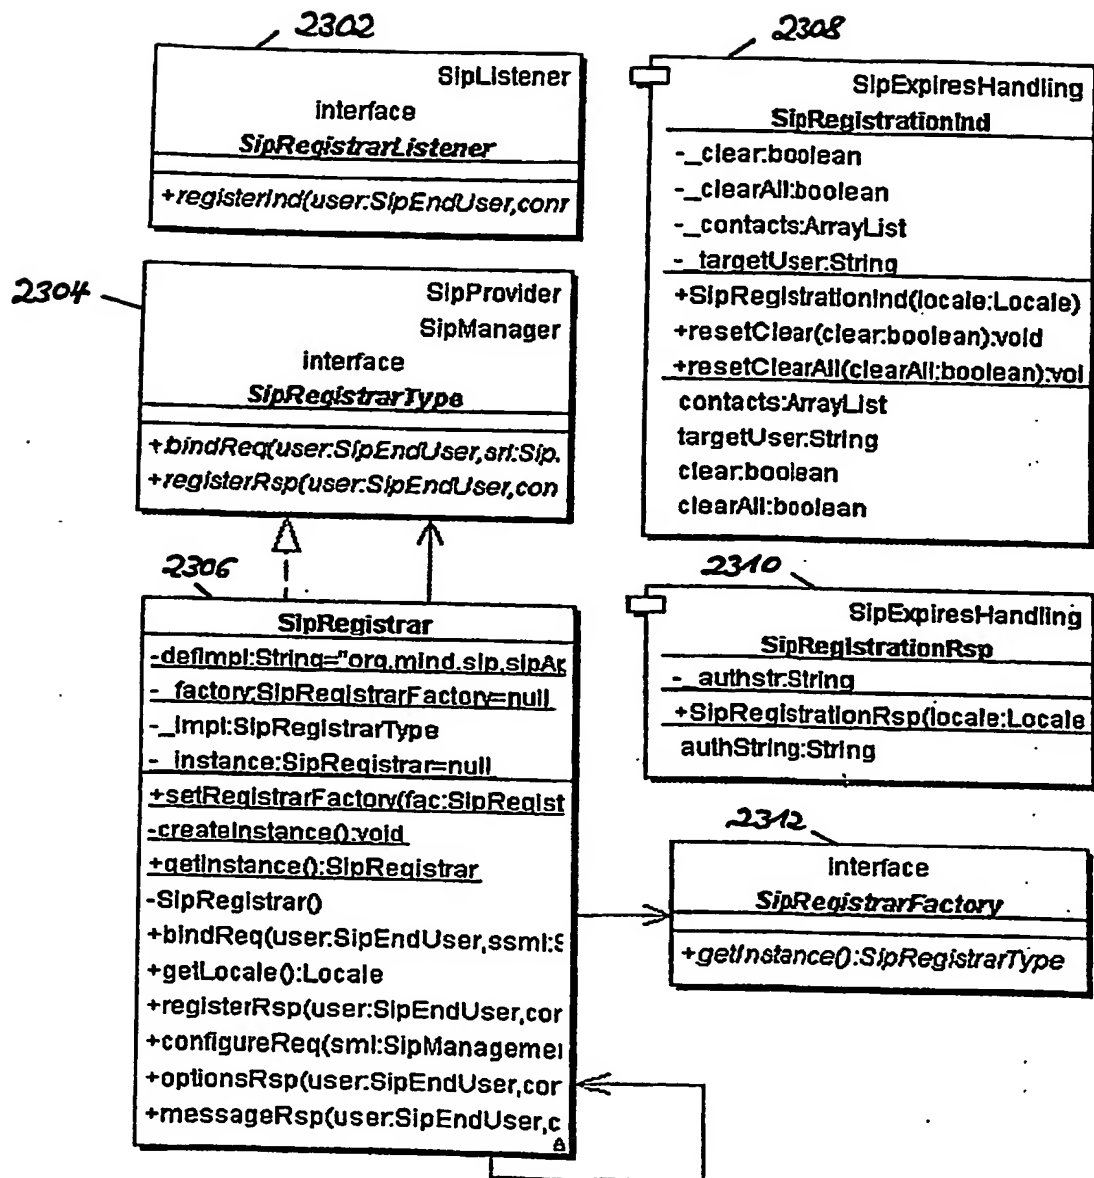 2302
SipListener
interface
SipRegistrarListener
+registerInd(user:SipEndUser,conr
2304
SipProvider
SipManager
interface
SipRegistrarType
+bindReq(user:SipEndUser,srl:Sip.
+registerRsp(user:SipEndUser,con
2306
SipRegistrar
-defImpl:String="org.mind.sip.sipAp
-_factory:SipRegistrarFactory=null
-_impl:SipRegistrarType
-_instance:SipRegistrar=null
+setRegistrarFactory(fac:SipRegist
-createInstance():void
+getInstance():SipRegistrar
-SipRegistrar()
+bindReq(user:SipEndUser,ssml:S
+getLocale():Locale
+registerRsp(user:SipEndUser,cor
+configureReq(sml:SipManagemei
+optionsRsp(user:SipEndUser,cor
+messageRsp(user:SipEndUser,c
2308
SipExpiresHandling
SipRegistrationInd
-_clear:boolean
-_clearAll:boolean
-_contacts:ArrayList
-_targetUser:String
+SipRegistrationInd(locale:Locale)
+resetClear(clear:boolean):void
+resetClearAll(clearAll:boolean):voi
contacts:ArrayList
targetUser:String
clear:boolean
clearAll:boolean
2310
SipExpiresHandling
SipRegistrationRsp
-_authstr:String
+SipRegistrationRsp(locale:Locale
authString:String
2312
interface
SipRegistrarFactory
+getInstance():SipRegistrarType